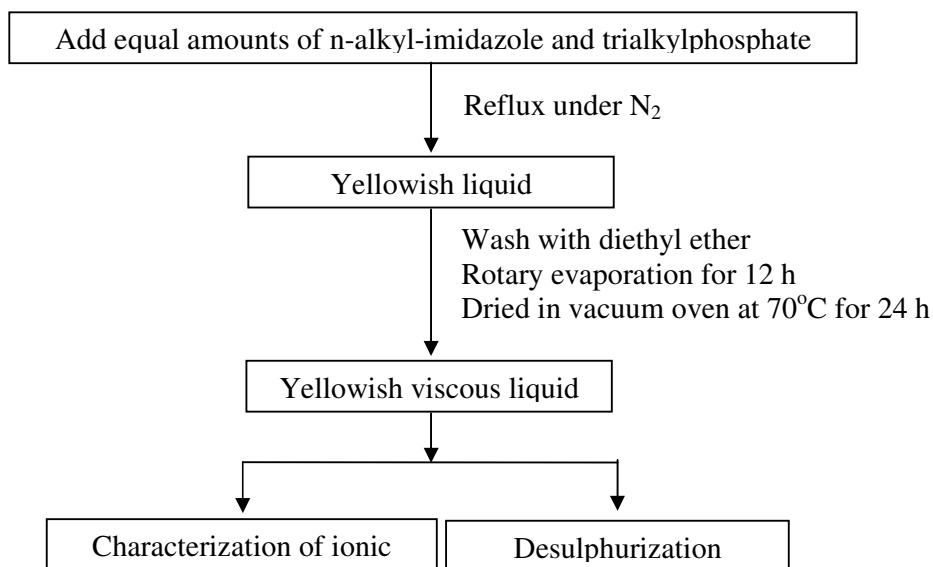 Add equal amounts of n-alkyl-imidazole and trialkylphosphate
Reflux under N₂
Yellowish liquid
Wash with diethyl ether
Rotary evaporation for 12 h
Dried in vacuum oven at 70°C for 24 h
Yellowish viscous liquid
Characterization of ionic
Desulphurization